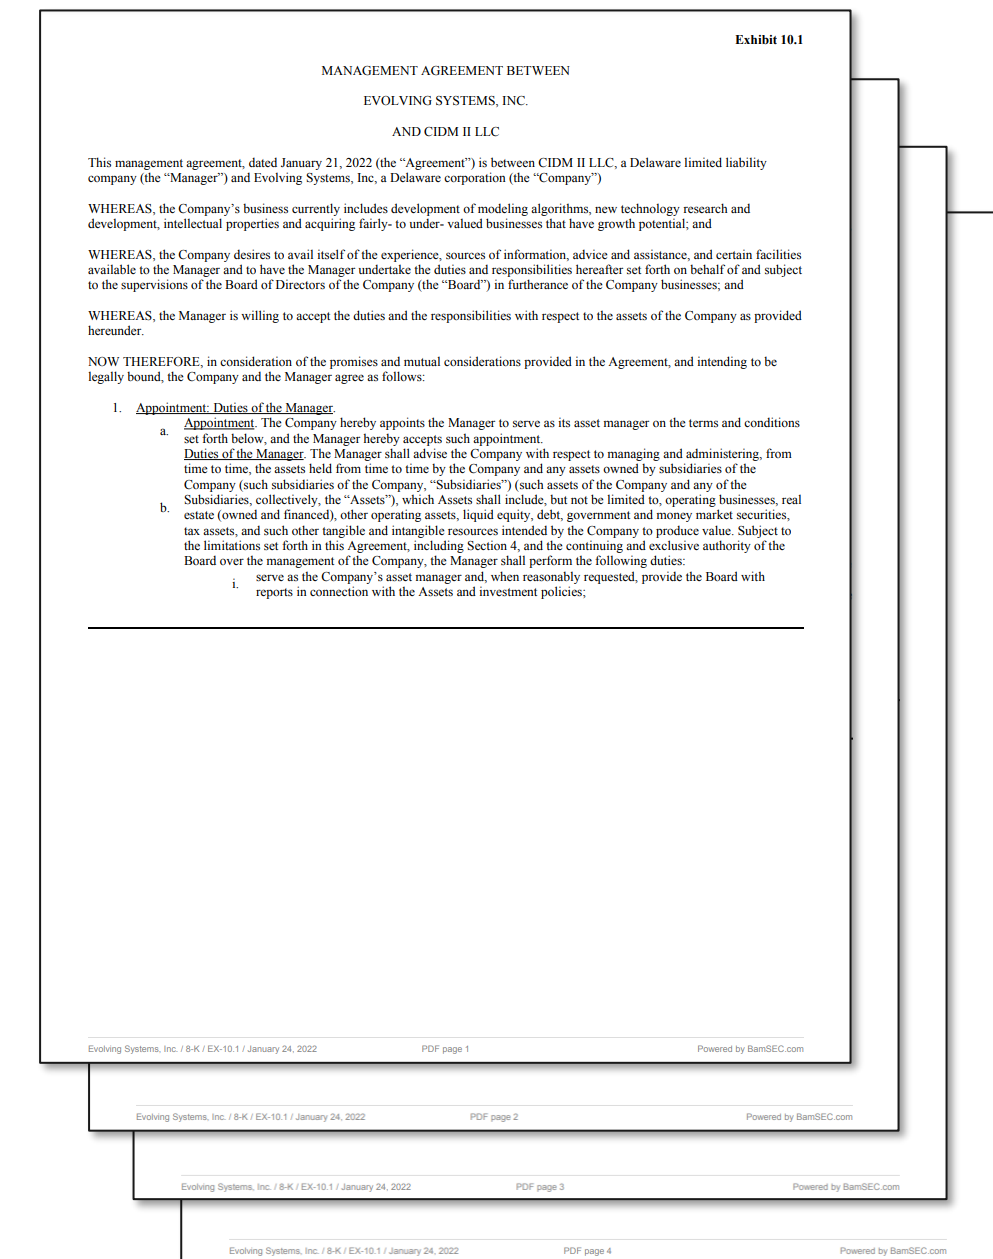 Exhibit 10.1
MANAGEMENT AGREEMENT BETWEEN
EVOLVING SYSTEMS, INC.
AND CIDM II LLC
This management agreement, dated January 21, 2022 (the “Agreement”) is between CIDM II LLC, a Delaware limited liability
company (the “Manager”) and Evolving Systems, Inc, a Delaware corporation (the “Company”)
WHEREAS, the Company’s business currently includes development of modeling algorithms, new technology research and
development, intellectual properties and acquiring fairly- to under- valued businesses that have growth potential; and
WHEREAS, the Company desires to avail itself of the experience, sources of information, advice and assistance, and certain facilities
available to the Manager and to have the Manager undertake the duties and responsibilities hereafter set forth on behalf of and subject
to the supervisions of the Board of Directors of the Company (the “Board”) in furtherance of the Company businesses; and
WHEREAS, the Manager is willing to accept the duties and the responsibilities with respect to the assets of the Company as provided
hereunder.
NOW THEREFORE, in consideration of the promises and mutual considerations provided in the Agreement, and intending to be
legally bound, the Company and the Manager agree as follows:
1. Appointment: Duties of the Manager.
a. Appointment. The Company hereby appoints the Manager to serve as its asset manager on the terms and conditions
set forth below, and the Manager hereby accepts such appointment.
b. Duties of the Manager. The Manager shall advise the Company with respect to managing and administering, from
time to time, the assets held from time to time by the Company and any assets owned by subsidiaries of the
Company (such subsidiaries of the Company, “Subsidiaries”) (such assets of the Company and any of the
Subsidiaries, collectively, the “Assets”), which Assets shall include, but not be limited to, operating businesses, real
estate (owned and financed), other operating assets, liquid equity, debt, government and money market securities,
tax assets, and such other tangible and intangible resources intended by the Company to produce value. Subject to
the limitations set forth in this Agreement, including Section 4, and the continuing and exclusive authority of the
Board over the management of the Company, the Manager shall perform the following duties:
i. serve as the Company’s asset manager and, when reasonably requested, provide the Board with
reports in connection with the Assets and investment policies;
Evolving Systems, Inc. / 8-K / EX-10.1 / January 24, 2022 PDF page 1 Powered by BamSEC.com
Evolving Systems, Inc. / 8-K / EX-10.1 / January 24, 2022 PDF page 2 Powered by BamSEC.com
Evolving Systems, Inc. / 8-K / EX-10.1 / January 24, 2022 PDF page 3 Powered by BamSEC.com
Evolving Systems, Inc. / 8-K / EX-10.1 / January 24, 2022 PDF page 4 Powered by BamSEC.com